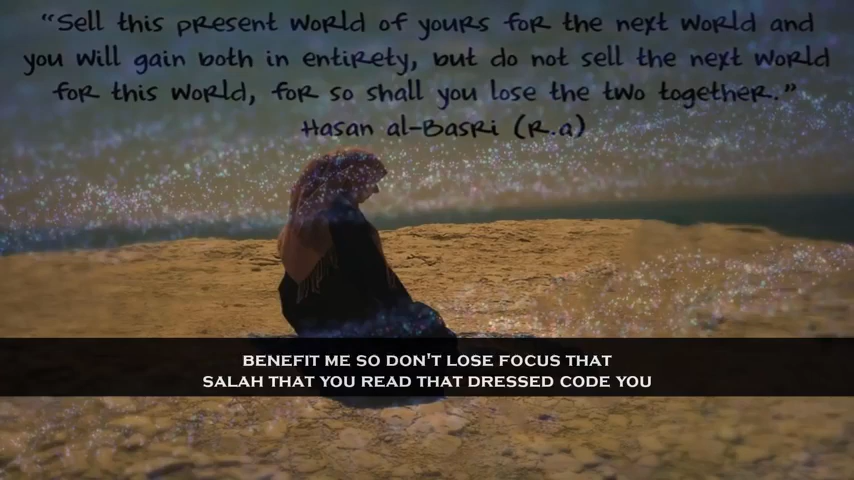 “Sell this present world of yours for the next world and
you will gain both in entirety, but do not sell the next world
for this world, for so shall you lose the two together.”
Hasan al-Basri (R.a)
BENEFIT ME SO DON'T LOSE FOCUS THAT
SALAH THAT YOU READ THAT DRESSED CODE YOU